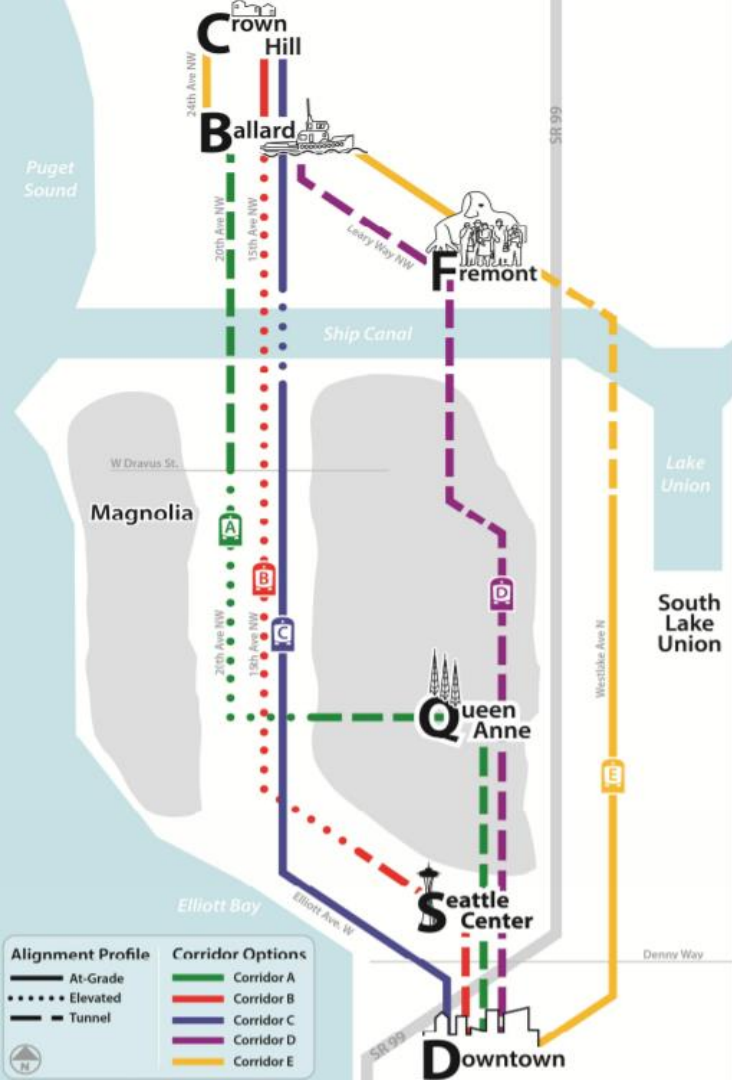 Crown
Hill
24th Ave NW
Ballard
SR 99
Puget
Sound
20th Ave NW
15th Ave NW
Leary Way NW
Fremont
Ship Canal
W Dravus St.
Lake
Union
Magnolia
A
B
D
C
South
Lake
Union
20th Ave NW
15th Ave NW
Westlake Ave N
Queen
Anne
E
Elliott Bay
Elliott Ave. W
Seattle
Center
Denny Way
Alignment Profile
At-Grade
Elevated
Tunnel
N
Corridor Options
Corridor A
Corridor B
Corridor C
Corridor D
Corridor E
SR 99
Downtown